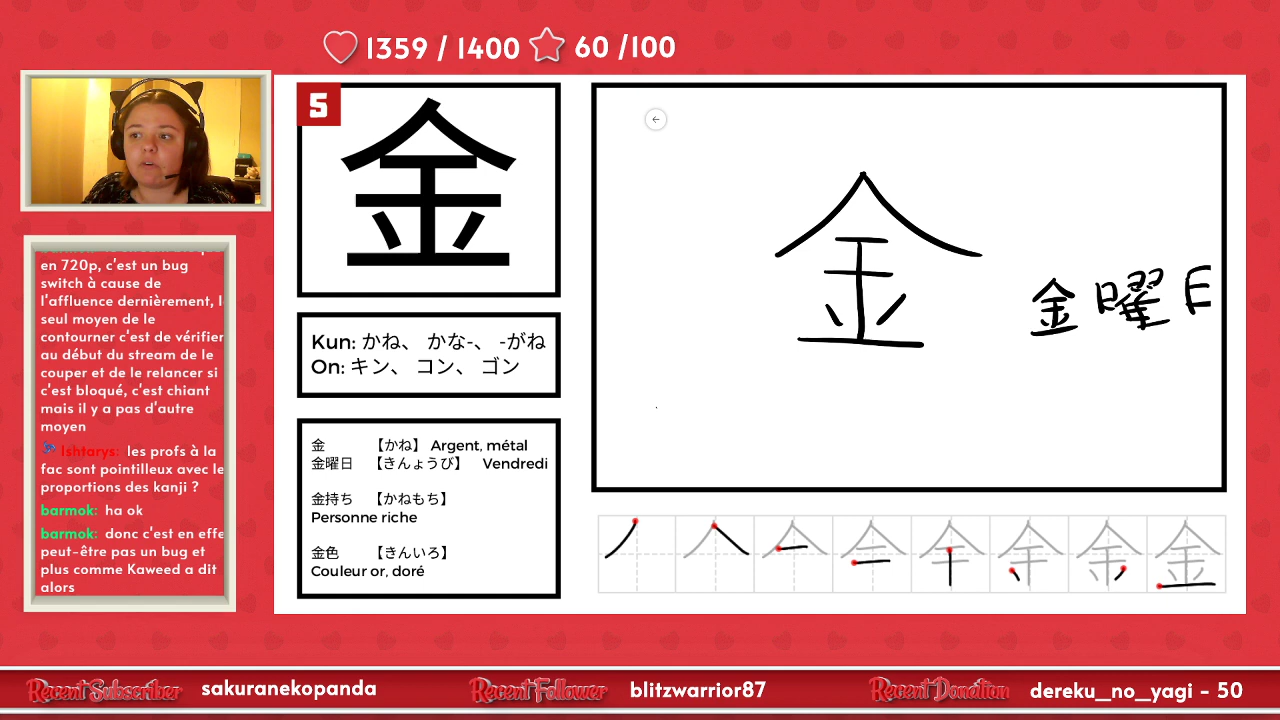 1359 / 1400 60 /100
5
金
Kun: かね、 かな-、 -がね
On: キン、 コン、 ゴン
金 【かね】 Argent, métal
金曜日 【きんょうび】 Vendredi
金持ち 【かねもち】
Personne riche
金色 【きんいろ】
Couleur or, doré
金
金曜日
en 720p, c'est un bug
switch à cause de
l'affluence dernièrement, l
seul moyen de le
contourner c'est de vérifier
au début du stream de le
couper et de le relancer si
c'est bloqué, c'est chiant
mais il y a pas d'autre
moyen
Ishtarys: les profs à la
fac sont pointilleux avec le
proportions des kanji ?
barmok: ha ok
barmok: donc c'est en effe
peut-être pas un bug et
plus comme Kaweed a dit
alors
Recent Subscriber sakuranekopanda Recent Follower blitzwarrior87 Recent Donation dereku_no_yagi - 50